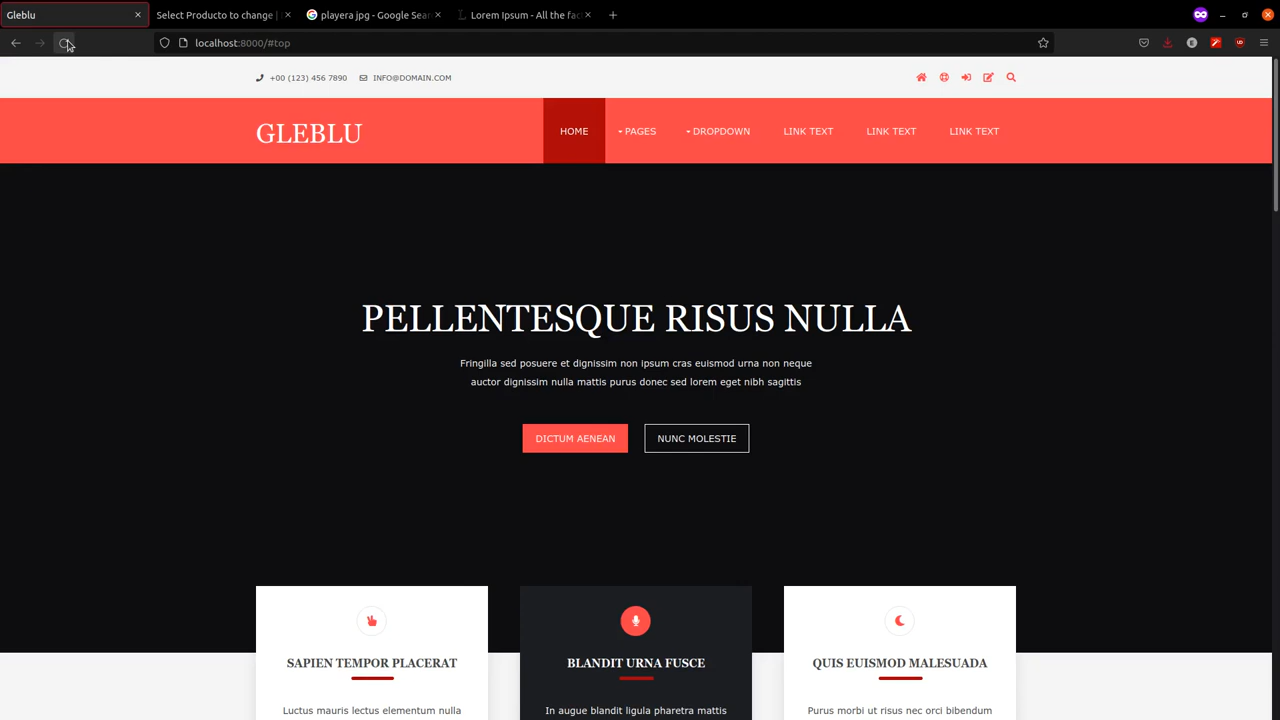 Gleblu
Select Producto to change |
playera jpg - Google Sear
Lorem Ipsum - All the fac
localhost:8000/#top
+00 (123) 456 7890
INFO@DOMAIN.COM
GLEBLU
HOME
PAGES
DROPDOWN
LINK TEXT
LINK TEXT
LINK TEXT
PELLENTESQUE RISUS NULLA
Fringilla sed posuere et dignissim non ipsum cras euismod urna non neque
auctor dignissim nulla mattis purus donec sed lorem eget nibh sagittis
DICTUM AENEAN
NUNC MOLESTIE
SAPIEN TEMPOR PLACERAT
Luctus mauris lectus elementum nulla
BLANDIT URNA FUSCE
In augue blandit ligula pharetra mattis
QUIS EUISMOD MALESUADA
Purus morbi ut risus nec orci bibendum